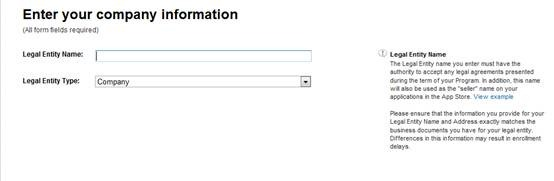 Enter your company information
(All form fields required)
Legal Entity Name:
Legal Entity Type:
Company
Legal Entity Name
The Legal Entity name you enter must have the
authority to accept any legal agreements presented
during the term of your Program. In addition, this name
will also be used as the "seller" name on your
applications in the App Store. View example
Please ensure that the information you provide for your
Legal Entity Name and Address exactly matches the
business documents you have for your legal entity.
Differences in this information may result in enrollment
delays.